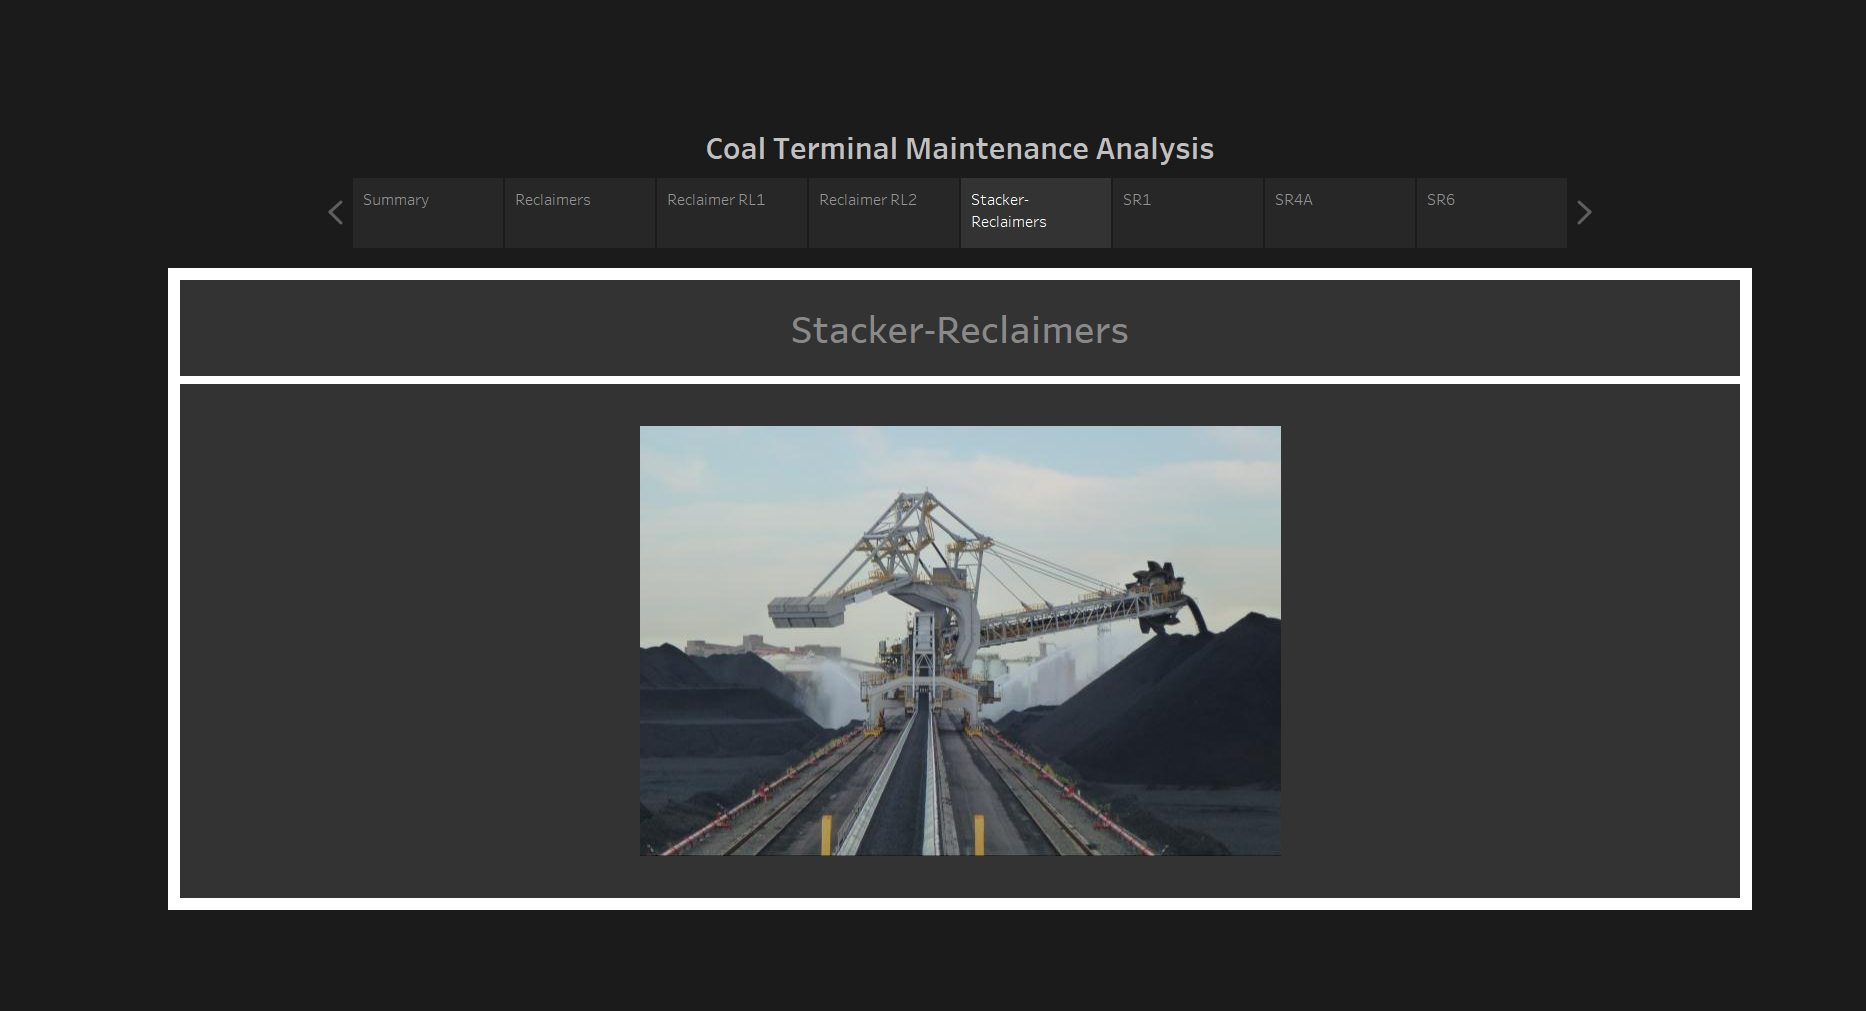 Coal Terminal Maintenance Analysis
Summary
Reclaimers
Reclaimer RL1
Reclaimer RL2
Stacker-
Reclaimers
SR1
SR4A
SR6
Stacker-Reclaimers